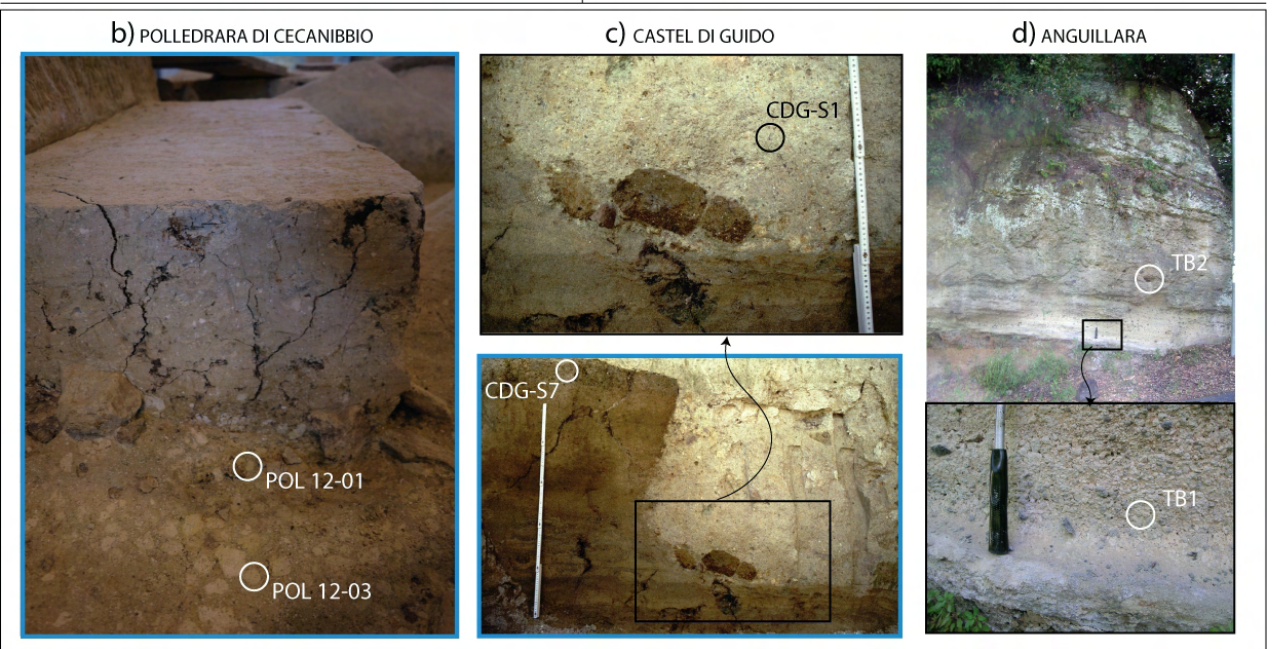 b) POLLEDRARA DI CECANIBBIO
c) CASTEL DI GUIDO
d) ANGUILLARA
POL 12-01
POL 12-03
CDG-S1
CDG-S7
TB2
TB1